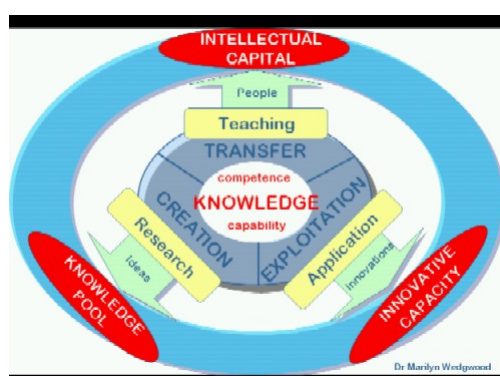 INTELLECTUAL
CAPITAL
People
Teaching
TRANSFER
competence
KNOWLEDGE
capability
CREATION
EXPLOITATION
Research
Application
Ideas
innovations
KNOWLEDGE
POOL
INNOVATIVE
CAPACITY
Dr Marilyn Wedgwood